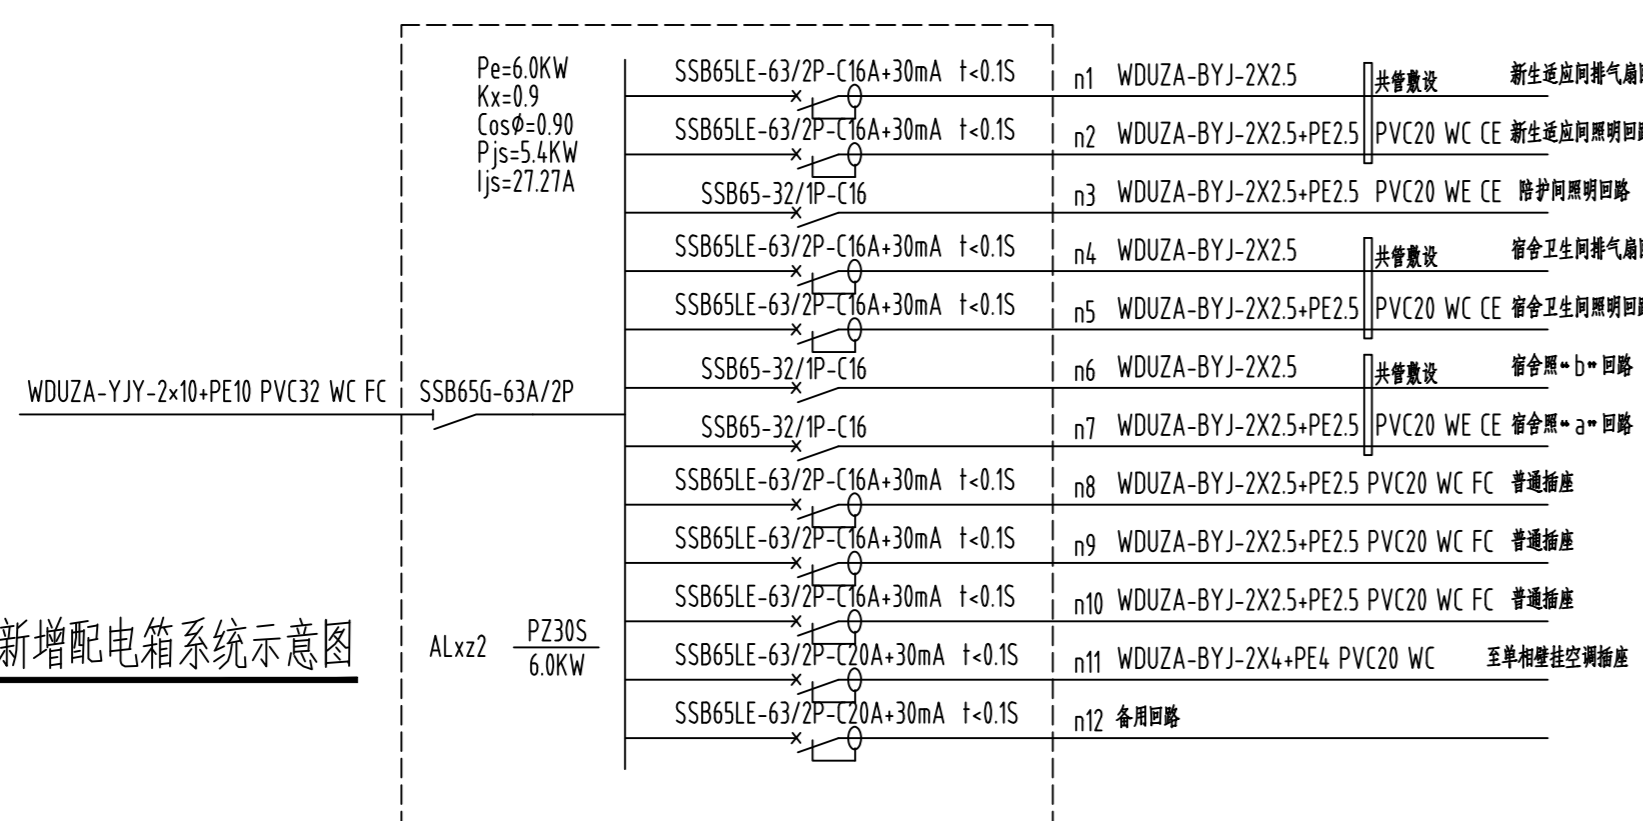 Pe=6.0KW
Kx=0.9
CosΦ=0.90
Pjs=5.4KW
Ijs=27.27A
SSB65LE-63/2P-C16A+30mA t<0.1S n1 WDUZA-BYJ-2X2.5 共管敷设 新生适应间排气扇回
SSB65LE-63/2P-C16A+30mA t<0.1S n2 WDUZA-BYJ-2X2.5+PE2.5 PVC20 WC CE 新生适应间照明回路
SSB65-32/1P-C16 n3 WDUZA-BYJ-2X2.5+PE2.5 PVC20 WE CE 陪护间照明回路
SSB65LE-63/2P-C16A+30mA t<0.1S n4 WDUZA-BYJ-2X2.5 共管敷设 宿舍卫生间排气扇回
SSB65LE-63/2P-C16A+30mA t<0.1S n5 WDUZA-BYJ-2X2.5+PE2.5 PVC20 WC CE 宿舍卫生间照明回路
SSB65-32/1P-C16 n6 WDUZA-BYJ-2X2.5 共管敷设 宿舍照“b”回路
WDUZA-YJY-2×10+PE10 PVC32 WC FC SSB65G-63A/2P
SSB65-32/1P-C16 n7 WDUZA-BYJ-2X2.5+PE2.5 PVC20 WE CE 宿舍照“a”回路
SSB65LE-63/2P-C16A+30mA t<0.1S n8 WDUZA-BYJ-2X2.5+PE2.5 PVC20 WC FC 普通插座
SSB65LE-63/2P-C16A+30mA t<0.1S n9 WDUZA-BYJ-2X2.5+PE2.5 PVC20 WC FC 普通插座
SSB65LE-63/2P-C16A+30mA t<0.1S n10 WDUZA-BYJ-2X2.5+PE2.5 PVC20 WC FC 普通插座
新增配电箱系统示意图
ALxz2 PZ30S
6.0KW
SSB65LE-63/2P-C20A+30mA t<0.1S n11 WDUZA-BYJ-2X4+PE4 PVC20 WC 至单相壁挂空调插座
SSB65LE-63/2P-C20A+30mA t<0.1S n12 备用回路